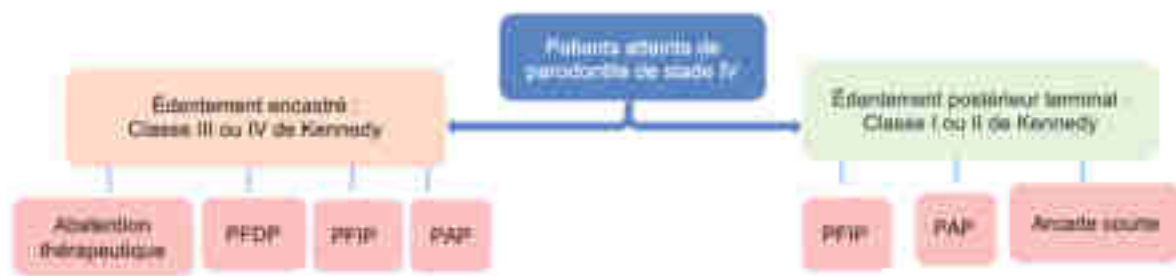 Patients atteints de
parodontite de stade IV
Édentement encastré :
Classe III ou IV de Kennedy
Édentement postérieur terminal :
Classe I ou II de Kennedy
Abstention
thérapeutique
PFDP
PFIP
PAP
PFIP
PAP
Arcade courte